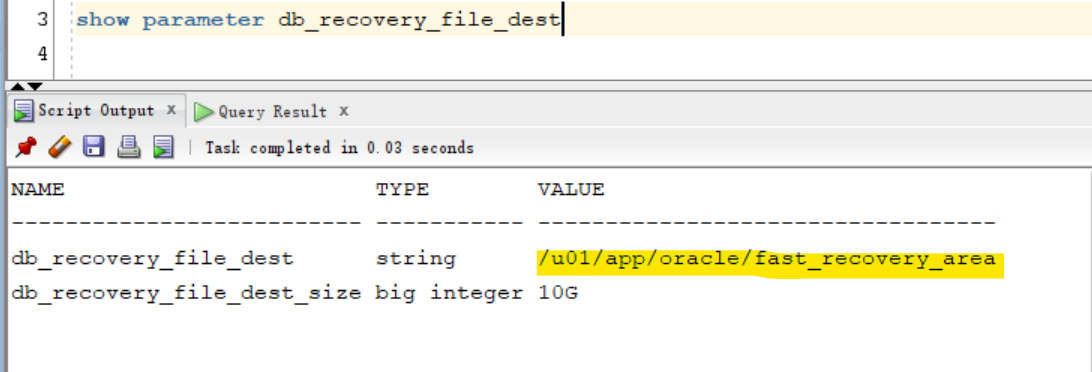 3 show parameter db_recovery_file_dest
4
Script Output x Query Result x
Task completed in 0.03 seconds
NAME TYPE VALUE
-------------------------- ----------- ----------------------------------
db_recovery_file_dest string /u01/app/oracle/fast_recovery_area
db_recovery_file_dest_size big integer 10G